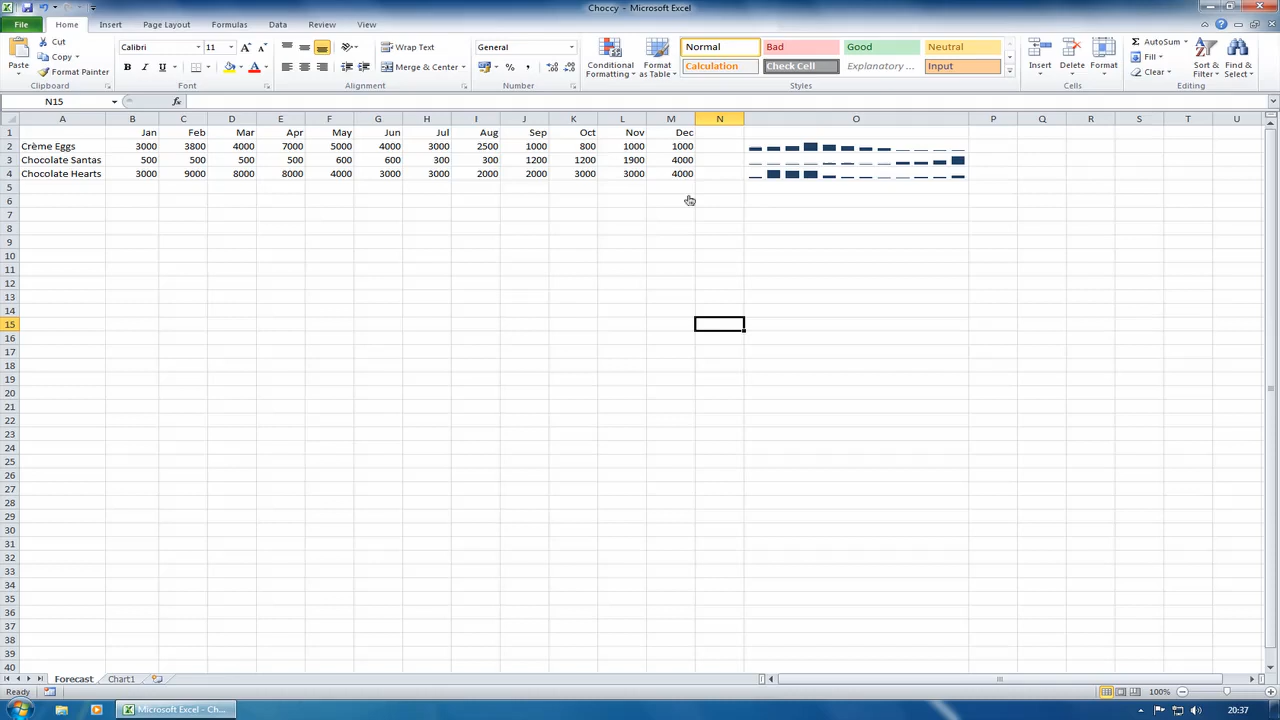 Choccy - Microsoft Excel
File Home Insert Page Layout Formulas Data Review View
Paste Cut Copy Format Painter Clipboard
Calibri 11 B I U A A Font
Wrap Text Merge & Center Alignment
General % , Number
Conditional Formatting Format as Table
Normal Bad Good Neutral
Calculation Check Cell Explanatory ... Input
Styles
Insert Delete Format Cells
AutoSum Fill Clear Sort & Filter Find & Select Editing
N15 fx
A B C D E F G H I J K L M N O P Q R S T U
1 Jan Feb Mar Apr May Jun Jul Aug Sep Oct Nov Dec
2 Crème Eggs 3000 3800 4000 7000 5000 4000 3000 2500 1000 800 1000 1000
3 Chocolate Santas 500 500 500 500 600 600 300 300 1200 1200 1900 4000
4 Chocolate Hearts 3000 9000 8000 8000 4000 3000 3000 2000 2000 3000 3000 4000
5
6
7
8
9
10
11
12
13
14
15
16
17
18
19
20
21
22
23
24
25
26
27
28
29
30
31
32
33
34
35
36
37
38
39
40
Forecast Chart1
Ready 100%
Microsoft Excel - Ch... 20:37